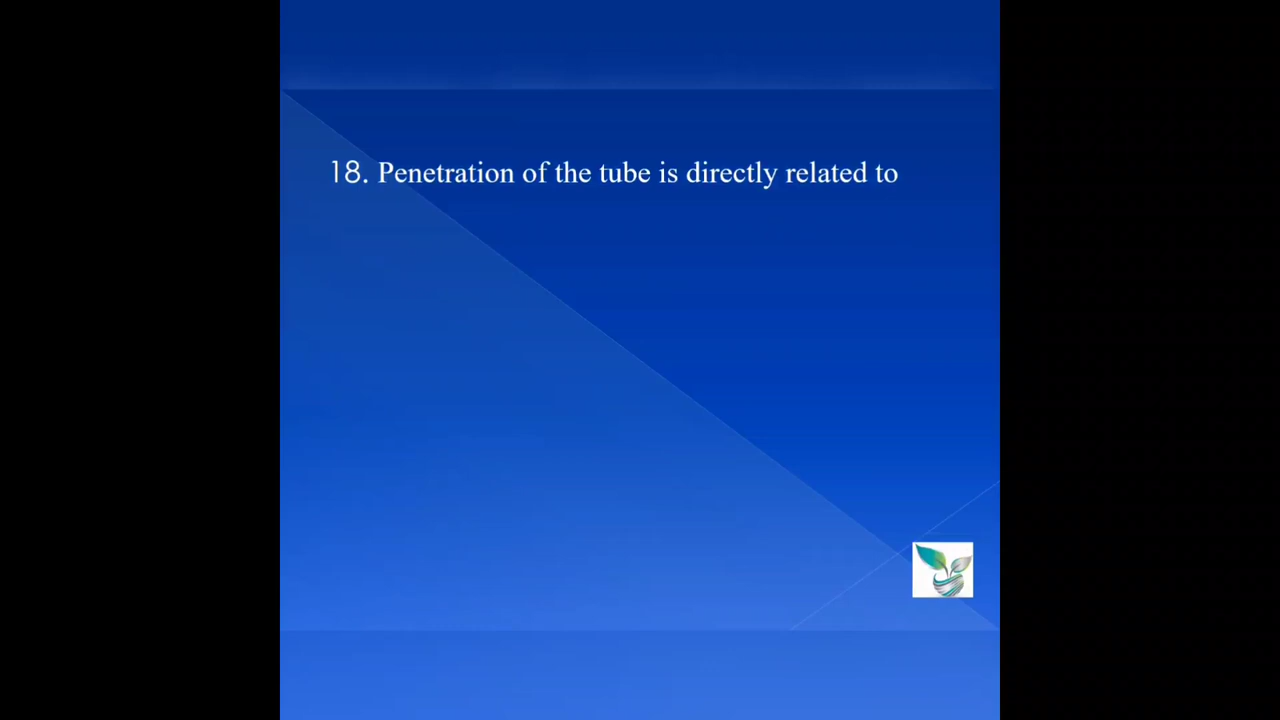 18. Penetration of the tube is directly related to